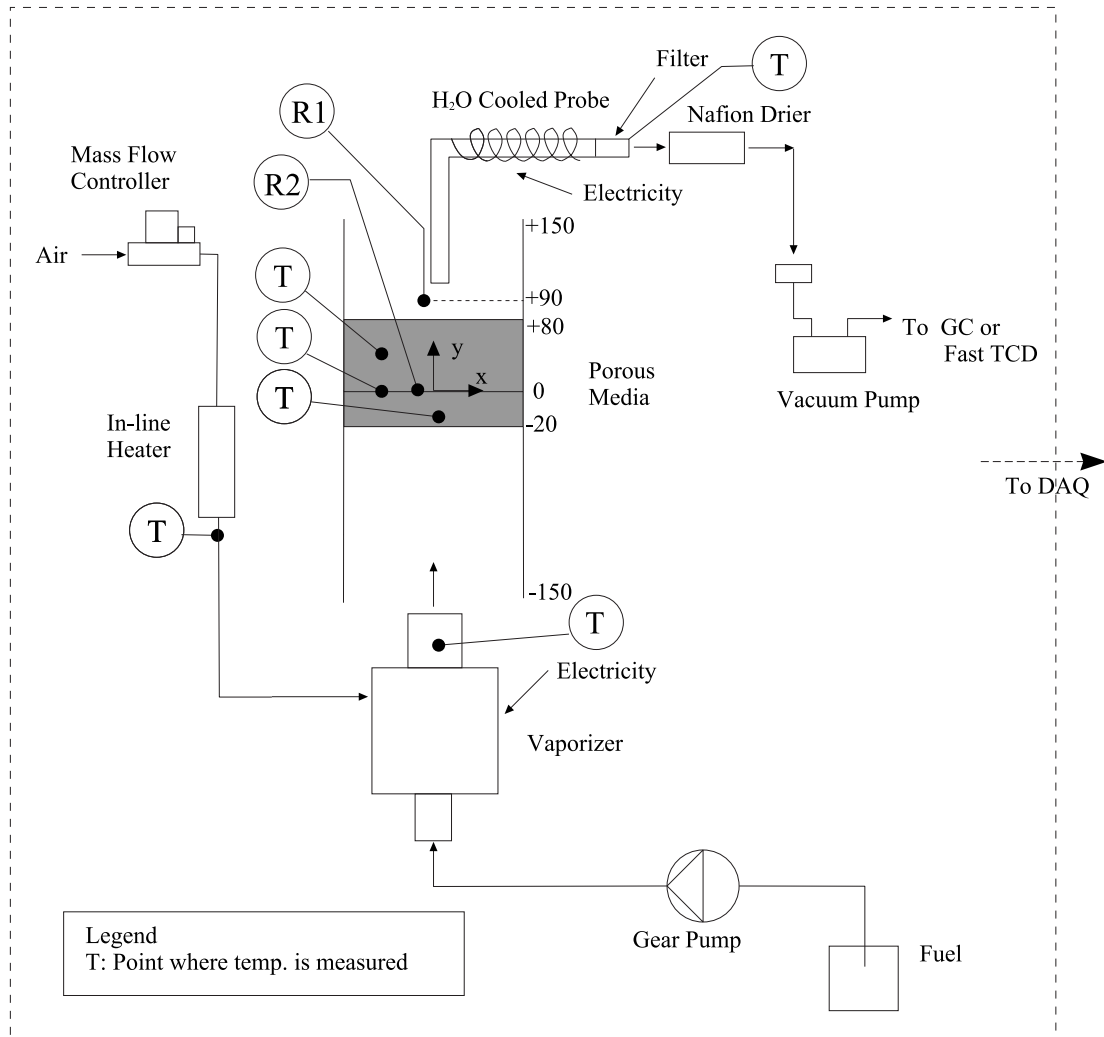 Filter
T
H2O Cooled Probe
R1
Nafion Drier
Mass Flow
Controller
R2
Electricity
+150
Air
T
+90
+80
To GC or
Fast TCD
T
y
x
Porous
Media
0
T
Vacuum Pump
In-line
Heater
-20
To DAQ
T
-150
T
Electricity
Vaporizer
Legend
T: Point where temp. is measured
Gear Pump
Fuel